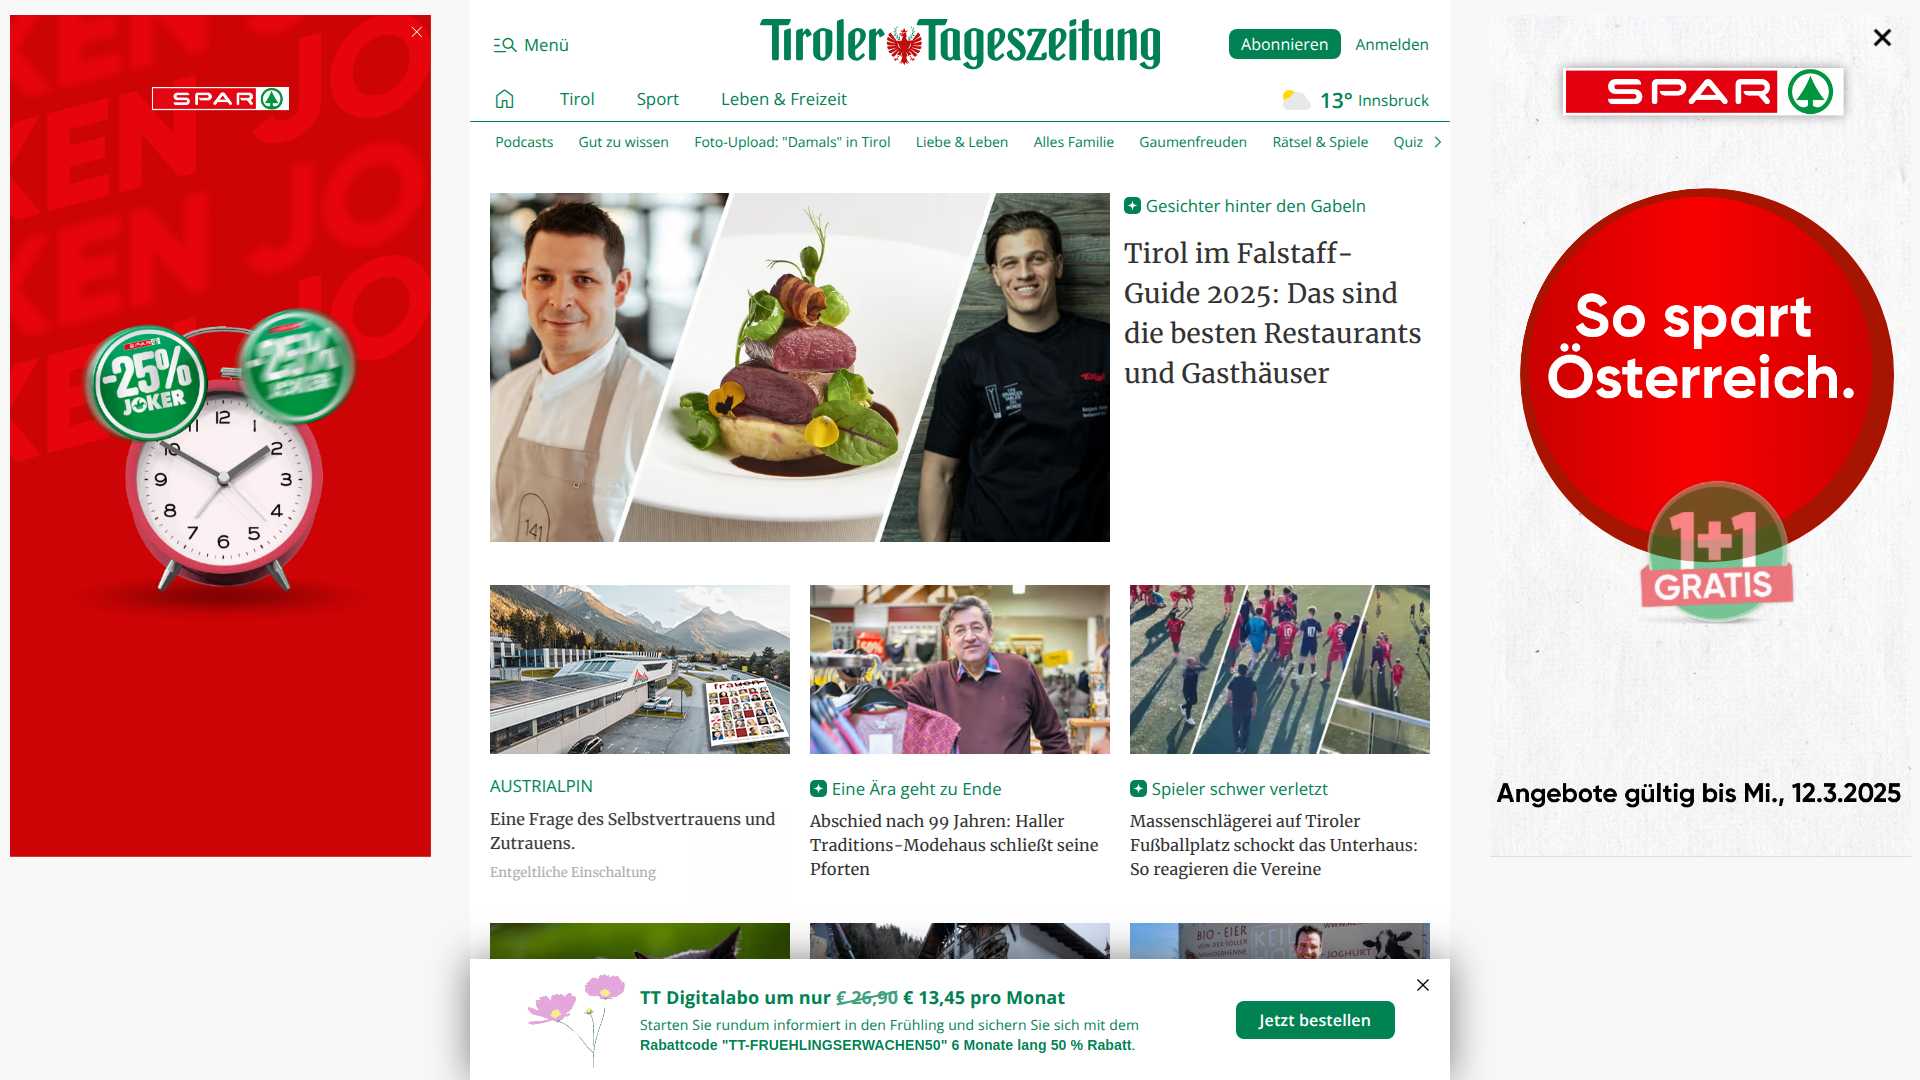 SPAR
-25%
JOKER
-25%
JOKER
Menü
Tiroler Tageszeitung
Abonnieren
Anmelden
Tirol
Sport
Leben & Freizeit
13° Innsbruck
Podcasts
Gut zu wissen
Foto-Upload: "Damals" in Tirol
Liebe & Leben
Alles Familie
Gaumenfreuden
Rätsel & Spiele
Quiz
Gesichter hinter den Gabeln
Tirol im Falstaff-
Guide 2025: Das sind
die besten Restaurants
und Gasthäuser
141
frauen
AUSTRIALPIN
Eine Frage des Selbstvertrauens und
Zutrauens.
Entgeltliche Einschaltung
Eine Ära geht zu Ende
Abschied nach 99 Jahren: Haller
Traditions-Modehaus schließt seine
Pforten
Spieler schwer verletzt
Massenschlägerei auf Tiroler
Fußballplatz schockt das Unterhaus:
So reagieren die Vereine
BIO-EIER
JOGHURT
TT Digitalabo um nur € 26,90 € 13,45 pro Monat
Starten Sie rundum informiert in den Frühling und sichern Sie sich mit dem
Rabattcode "TT-FRUEHLINGSERWACHEN50" 6 Monate lang 50 % Rabatt.
Jetzt bestellen
SPAR
So spart
Österreich.
1+1
GRATIS
Angebote gültig bis Mi., 12.3.2025